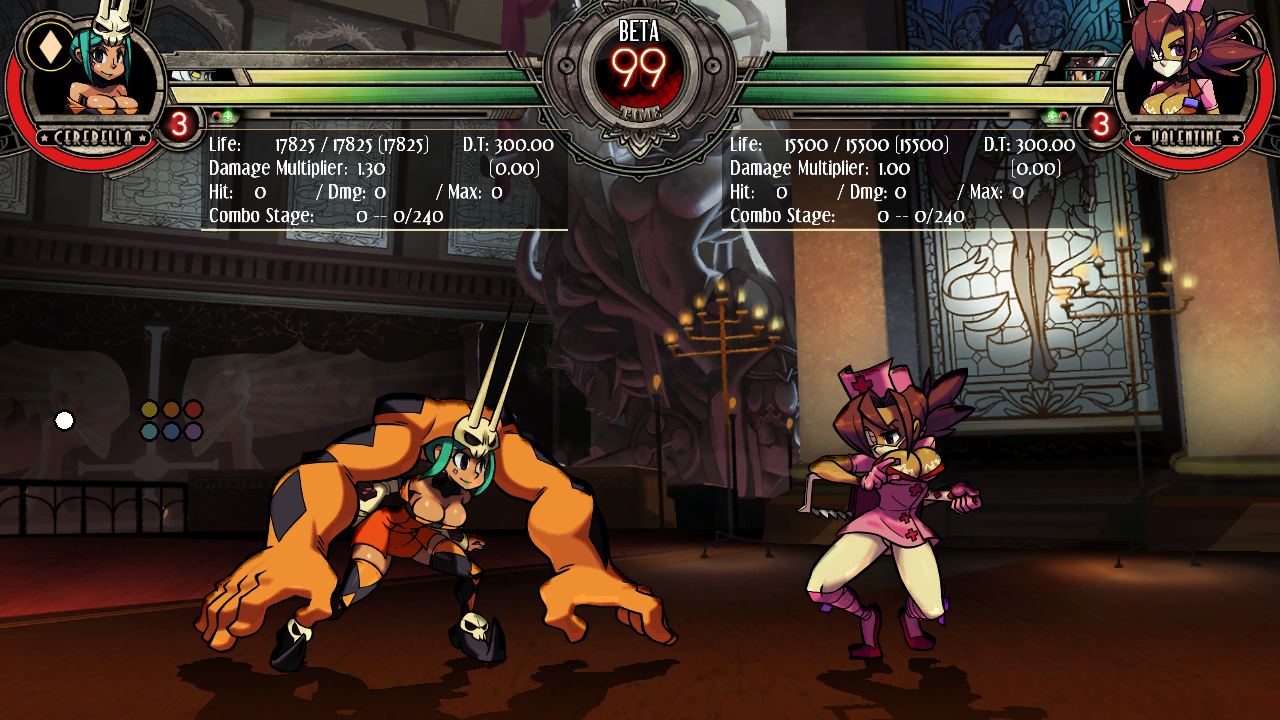 BETA
99
TIME
CEREBELLA
3
3
VALENTINE
Life: 17825 / 17825 (17825) D.T: 300.00
Damage Multiplier: 1.30 (0.00)
Hit: 0 / Dmg: 0 / Max: 0
Combo Stage: 0 -- 0/240
Life: 15500 / 15500 (15500) D.T: 300.00
Damage Multiplier: 1.00 (0.00)
Hit: 0 / Dmg: 0 / Max: 0
Combo Stage: 0 -- 0/240